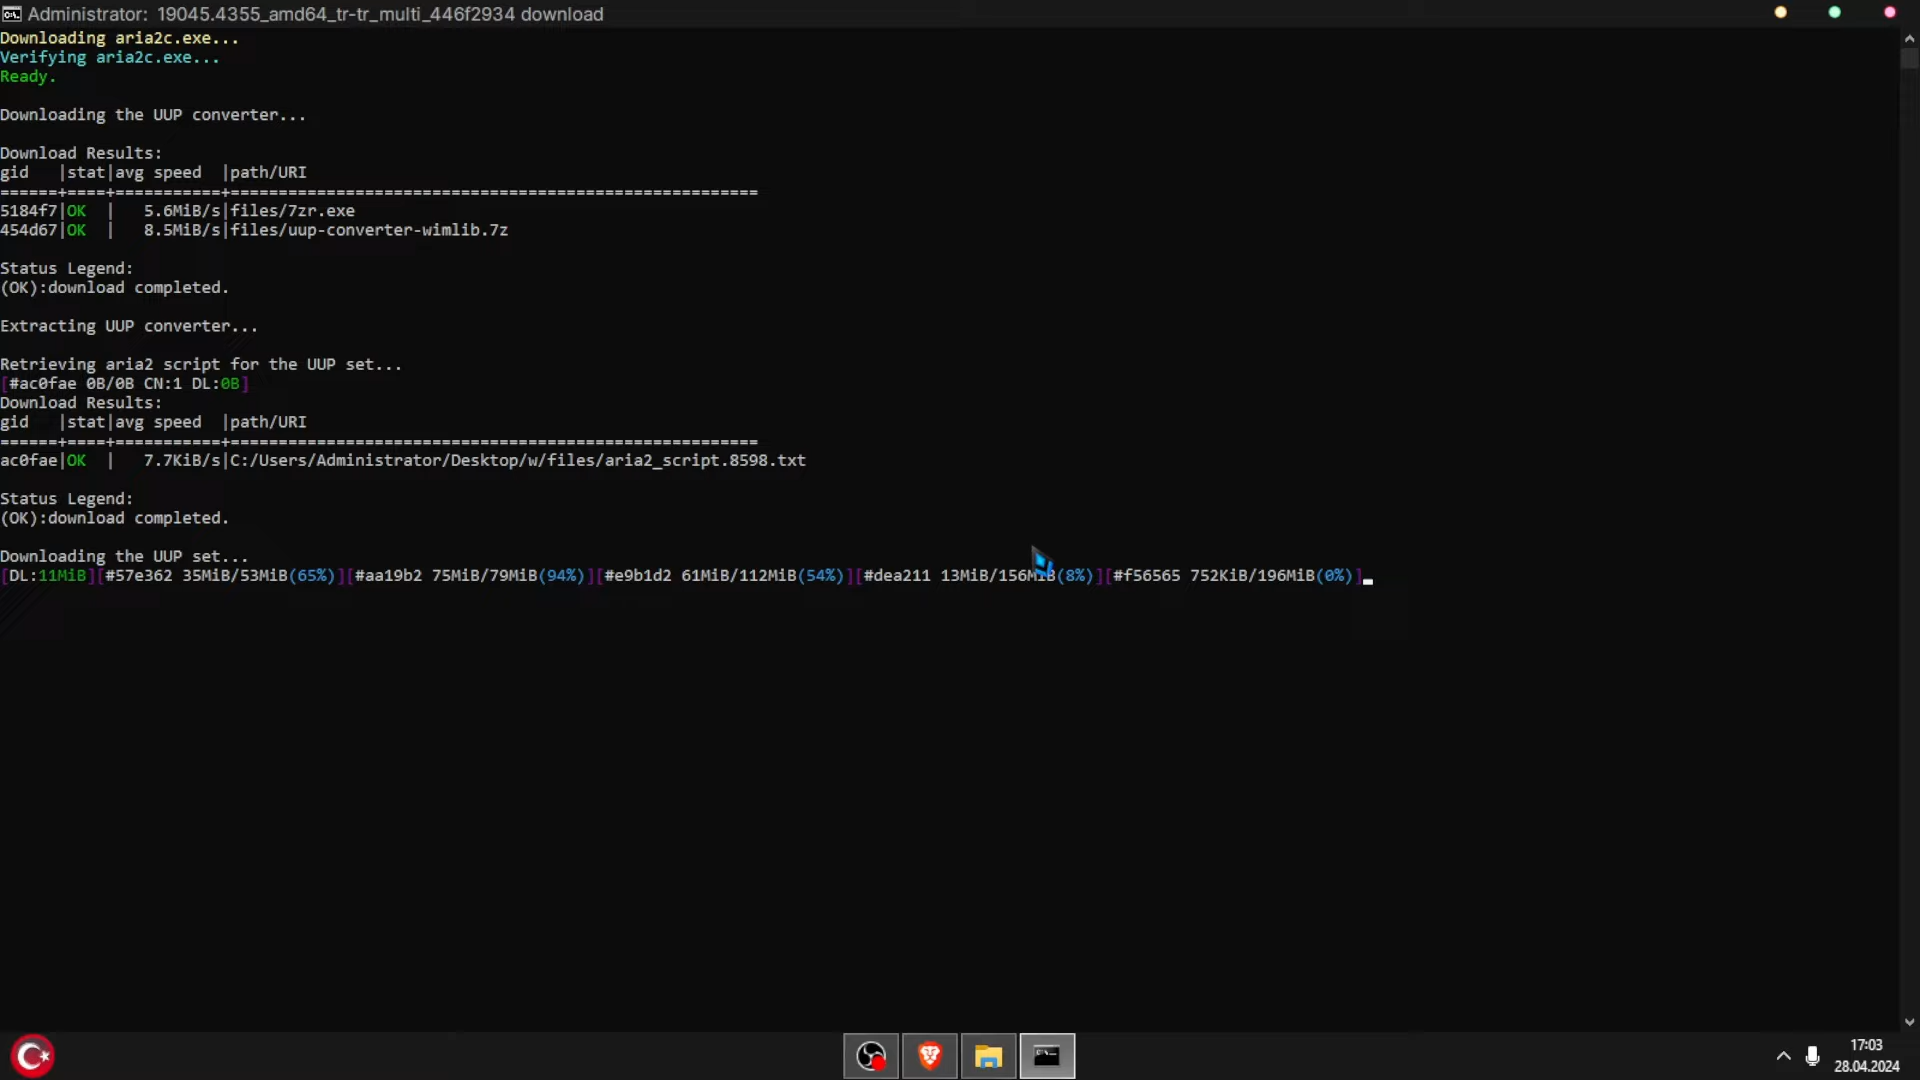 Administrator: 19045.4355_amd64_tr-tr_multi_446f2934 download
Downloading aria2c.exe...
Verifying aria2c.exe...
Ready.
Downloading the UUP converter...
Download Results:
gid   |stat|avg speed  |path/URI
======+====+===========+=======================================================
5184f7|OK  |   5.6MiB/s|files/7zr.exe
454d67|OK  |   8.5MiB/s|files/uup-converter-wimlib.7z
Status Legend:
(OK):download completed.
Extracting UUP converter...
Retrieving aria2 script for the UUP set...
[#ac0fae 0B/0B CN:1 DL:0B]
Download Results:
gid   |stat|avg speed  |path/URI
======+====+===========+=======================================================
ac0fae|OK  |   7.7KiB/s|C:/Users/Administrator/Desktop/w/files/aria2_script.8598.txt
Status Legend:
(OK):download completed.
Downloading the UUP set...
[DL:11MiB][#57e362 35MiB/53MiB(65%)][#aa19b2 75MiB/79MiB(94%)][#e9b1d2 61MiB/112MiB(54%)][#dea211 13MiB/156MiB(8%)][#f56565 752KiB/196MiB(0%)]
17:03
28.04.2024